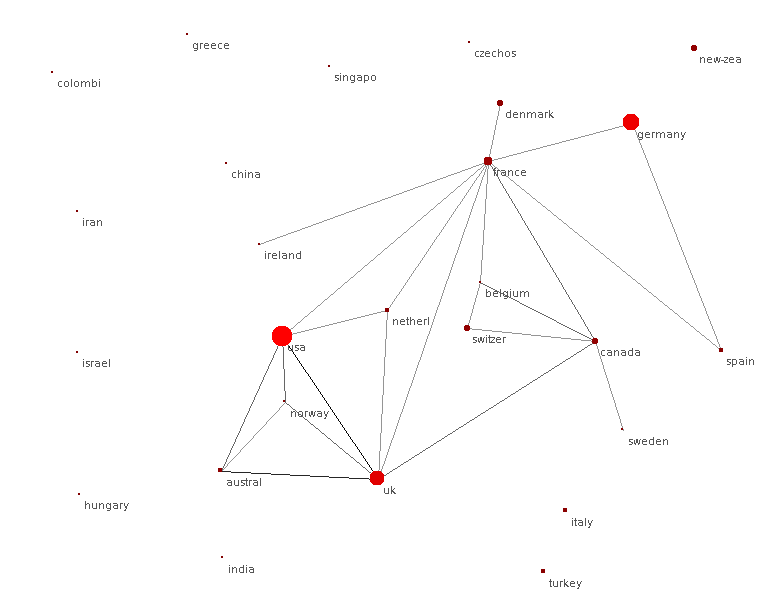 greece
czechos
new-zea
singapo
colombi
denmark
germany
china
france
iran
ireland
belgium
netherl
switzer
usa
canada
israel
spain
norway
sweden
austral
uk
hungary
italy
india
turkey